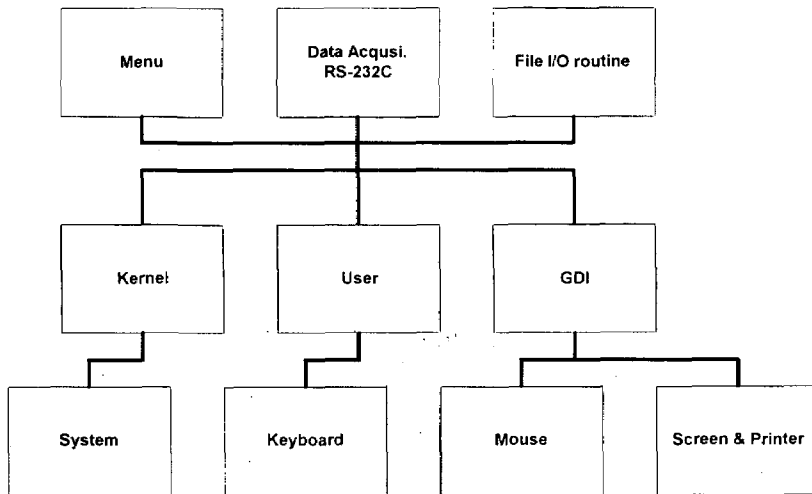 Menu
Data Acqusi.
RS-232C
File I/O routine
Kernel
User
GDI
System
Keyboard
Mouse
Screen & Printer